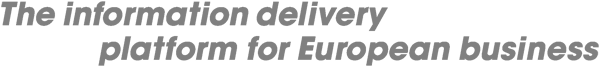 The information delivery
platform for European business